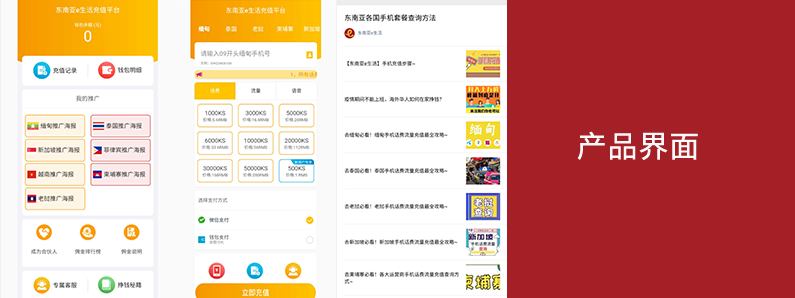 东南亚e生活充值平台
钱包余额 (元)
0
充值记录
钱包明细
我的推广
缅甸推广海报
泰国推广海报
新加坡推广海报
菲律宾推广海报
越南推广海报
柬埔寨推广海报
老挝推广海报
成为合伙人
佣金排行榜
佣金说明
专属客服
挣钱秘籍
东南亚e生活充值平台
缅甸
泰国
老挝
柬埔寨
新加坡
请输入09开头缅甸手机号
话费
流量
语音
1000KS
3000KS
5000KS
6000KS
10000KS
20000KS
30000KS
50000KS
500KS
选择支付方式
微信支付
钱包支付
立即充值
东南亚各国手机套餐查询方法
东南亚e生活
【东南亚e生活】手机充值步骤~
疫情期间不能上班，海外华人如何在家挣钱?
去缅甸必看！缅甸手机话费流量充值最全攻略~
缅甸
去泰国必看！泰国手机话费流量充值最全攻略~
去老挝必看！老挝手机话费流量充值最全攻略~
老挝
查询
去新加坡必看！新加坡手机话费流量充值最全攻略~
新加坡
手机话费流量
查询
去柬埔寨必看！各大运营商手机话费流量充值查询方式~
柬埔寨
产品界面